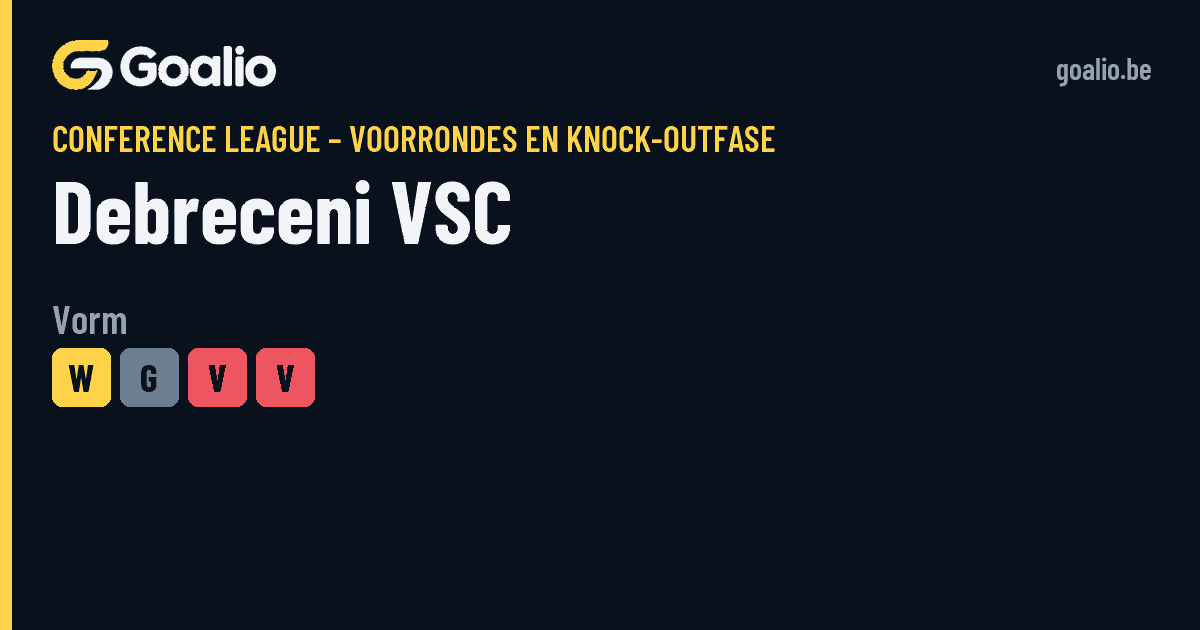 Goalio
goalio.be
CONFERENCE LEAGUE – VOORRONDES EN KNOCK-OUTFASE
Debreceni VSC
Vorm
W G V V